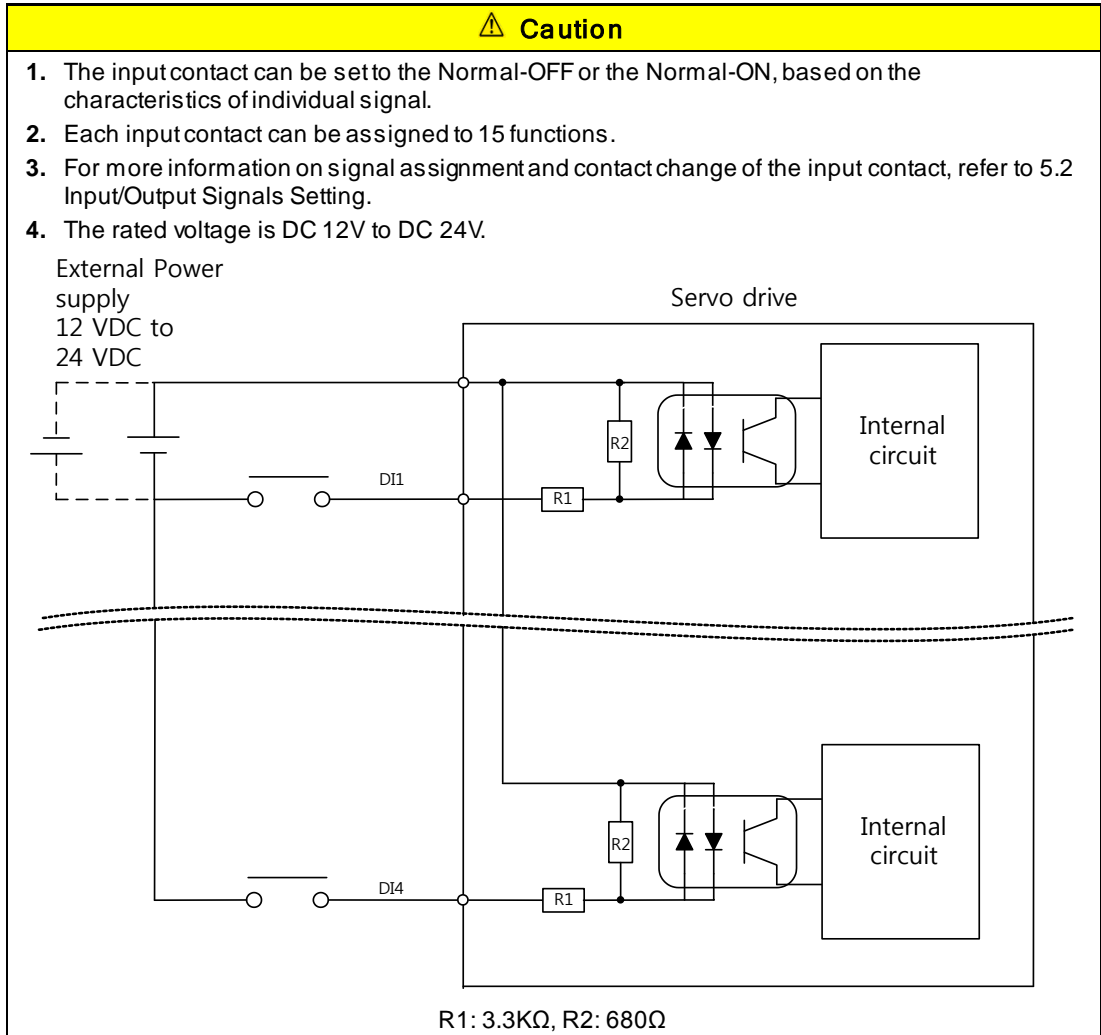 ⚠ Caution
1. The input contact can be set to the Normal-OFF or the Normal-ON, based on the
characteristics of individual signal.
2. Each input contact can be assigned to 15 functions.
3. For more information on signal assignment and contact change of the input contact, refer to 5.2
Input/Output Signals Setting.
4. The rated voltage is DC 12V to DC 24V.
External Power
supply
12 VDC to
24 VDC
Servo drive
R2
Internal
circuit
DI1
R1
R2
Internal
circuit
DI4
R1
R1: 3.3KΩ, R2: 680Ω